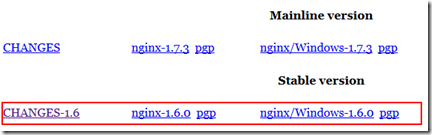 Mainline version
CHANGES nginx-1.7.3 pgp nginx/Windows-1.7.3 pgp
Stable version
CHANGES-1.6 nginx-1.6.0 pgp nginx/Windows-1.6.0 pgp